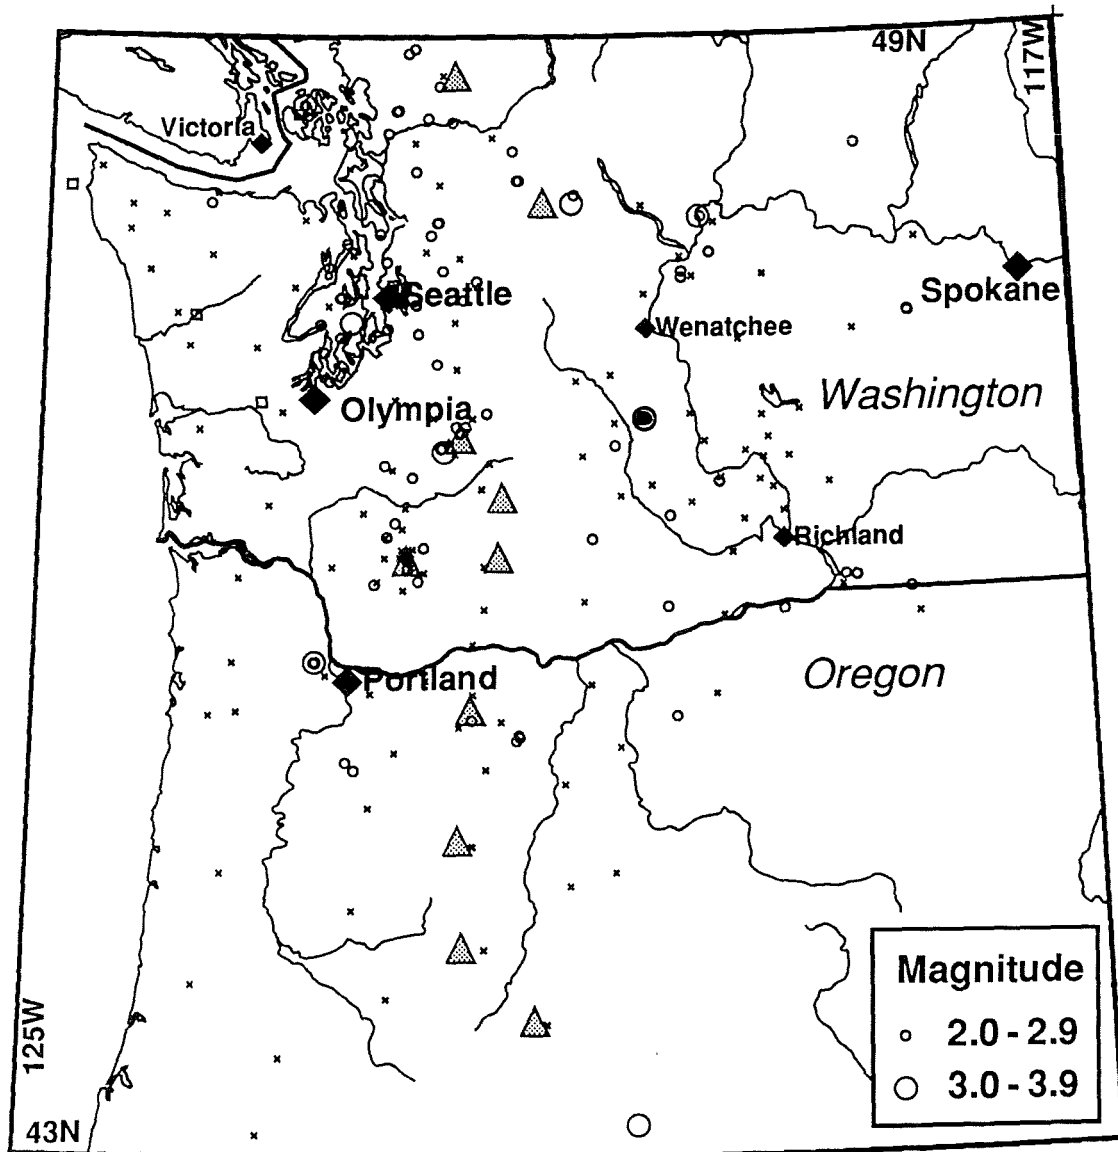 49N
117W
Victoria
Spokane
Seattle
Wenatchee
Washington
Olympia
Richland
Oregon
Portland
Magnitude
2.0 - 2.9
3.0 - 3.9
125W
43N